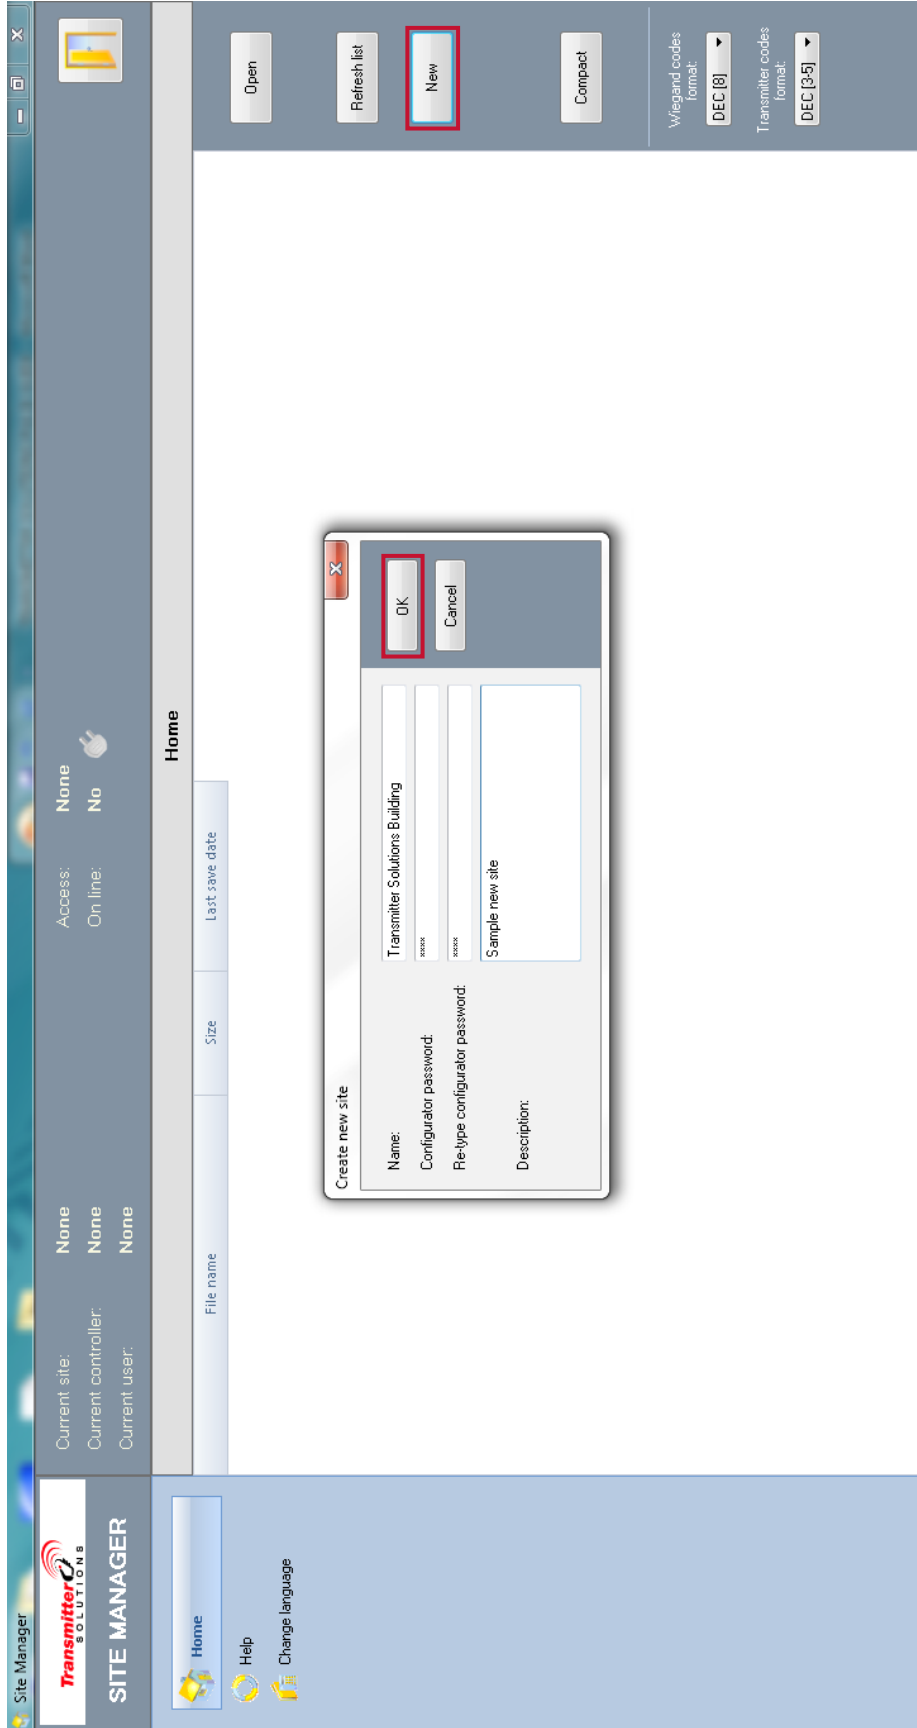 Site Manager
Transmitter
SOLUTIONS
SITE MANAGER
Current site: None
Current controller: None
Current user: None
Access: None
On line: No
Home
Home
Help
Change language
File name Size Last save date
Open
Refresh list
New
Compact
Wiegand codes
format:
DEC [8]
Transmitter codes
format:
DEC [3-5]
Create new site
Name: Transmitter Solutions Building
Configurator password: xxxx
Re-type configurator password: xxxx
Description: Sample new site
OK
Cancel